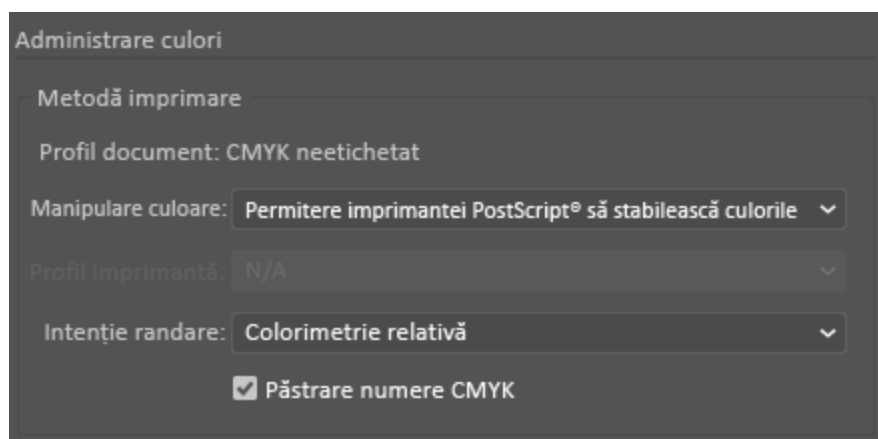 Administrare culori
Metodă imprimare
Profil document: CMYK neetichetat
Manipulare culoare: Permitere imprimantei PostScript® să stabilească culorile
Profil imprimantă: N/A
Intenție randare: Colorimetrie relativă
Păstrare numere CMYK